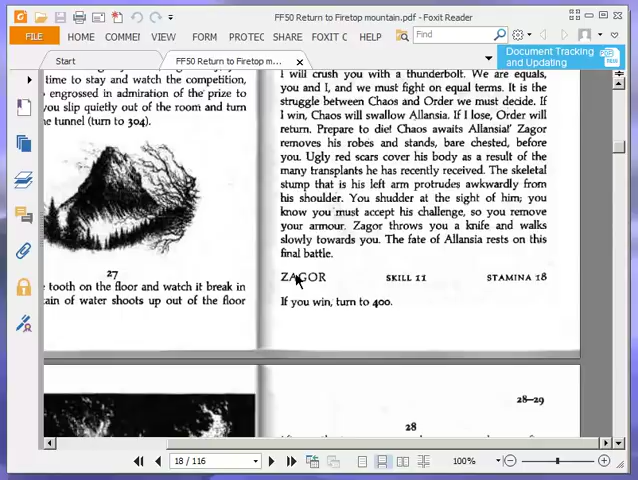 FF50 Return to Firetop mountain.pdf - Foxit Reader
FILE HOME COMMEI VIEW FORM PROTEC SHARE FOXIT C HELP Find
Start
FF50 Return to Firetop m...
Document Tracking
and Updating
time to stay and watch the competition,
engrossed in admiration of the prize to
you slip quietly out of the room and turn
e tunnel (turn to 304).
27
e tooth on the floor and watch it break in
ain of water shoots up out of the floor
I will crush you with a thunderbolt. We are equals,
you and I, and we must fight on equal terms. It is the
struggle between Chaos and Order we must decide. If
I win, Chaos will swallow Allansia. If I lose, Order will
return. Prepare to die! Chaos awaits Allansia!' Zagor
removes his robes and stands, bare chested, before
you. Ugly red scars cover his body as a result of the
many transplants he has recently received. The skeletal
stump that is his left arm protrudes awkwardly from
his shoulder. You shudder at the sight of him; you
know you must accept his challenge, so you remove
your armour. Zagor throws you a knife and walks
slowly towards you. The fate of Allansia rests on this
final battle.
ZAGOR SKILL 11 STAMINA 18
If you win, turn to 400.
28–29
28
18 / 116
100%